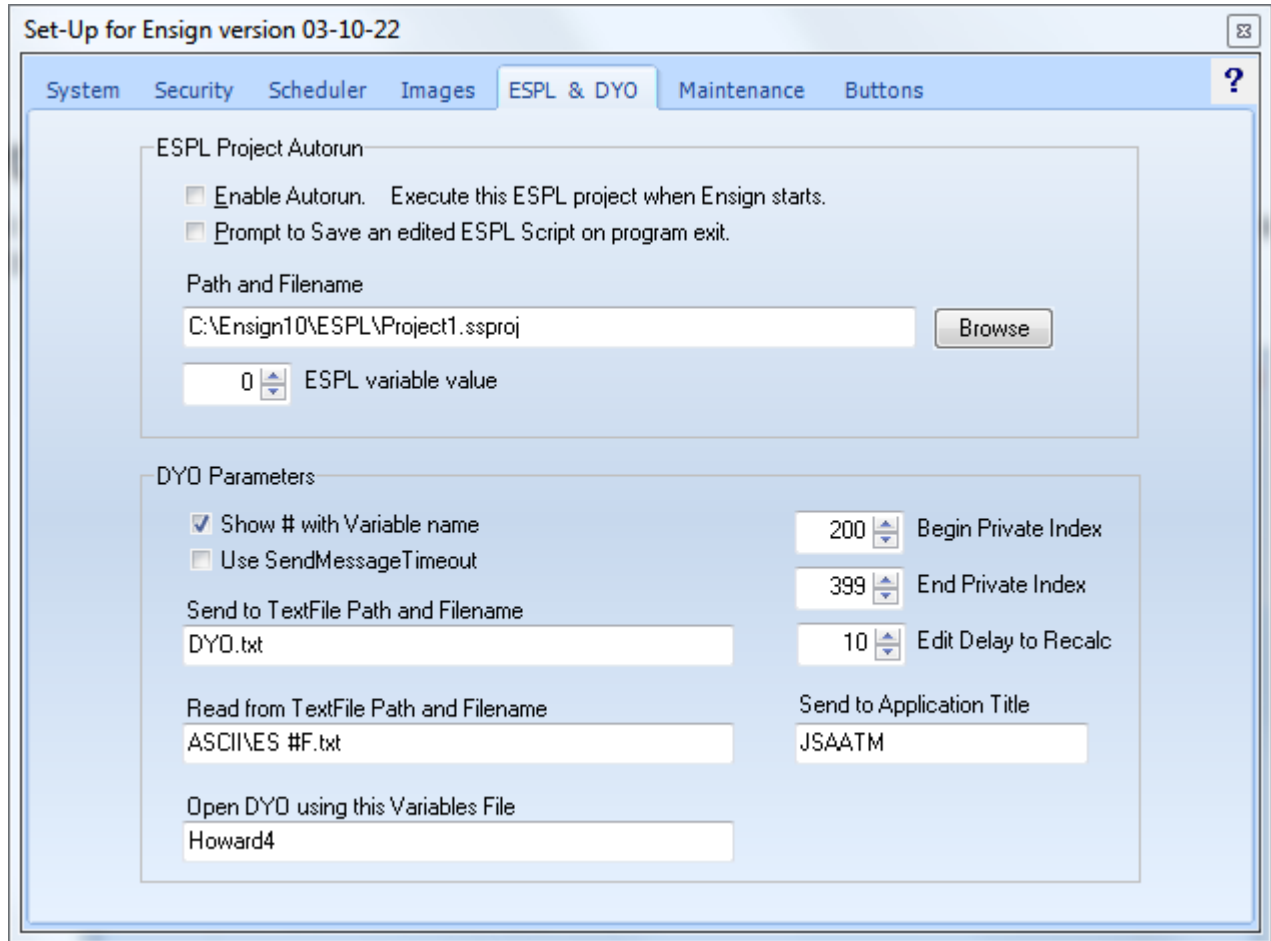 Set-Up for Ensign version 03-10-22
System Security Scheduler Images ESPL & DYO Maintenance Buttons ?
ESPL Project Autorun
Enable Autorun. Execute this ESPL project when Ensign starts.
Prompt to Save an edited ESPL Script on program exit.
Path and Filename
C:\Ensign10\ESPL\Project1.ssproj Browse
0 ESPL variable value
DYO Parameters
Show # with Variable name
200 Begin Private Index
Use SendMessageTimeout
399 End Private Index
Send to TextFile Path and Filename
DYO.txt
10 Edit Delay to Recalc
Read from TextFile Path and Filename
ASCII\ES #F.txt
Send to Application Title
JSAATM
Open DYO using this Variables File
Howard4